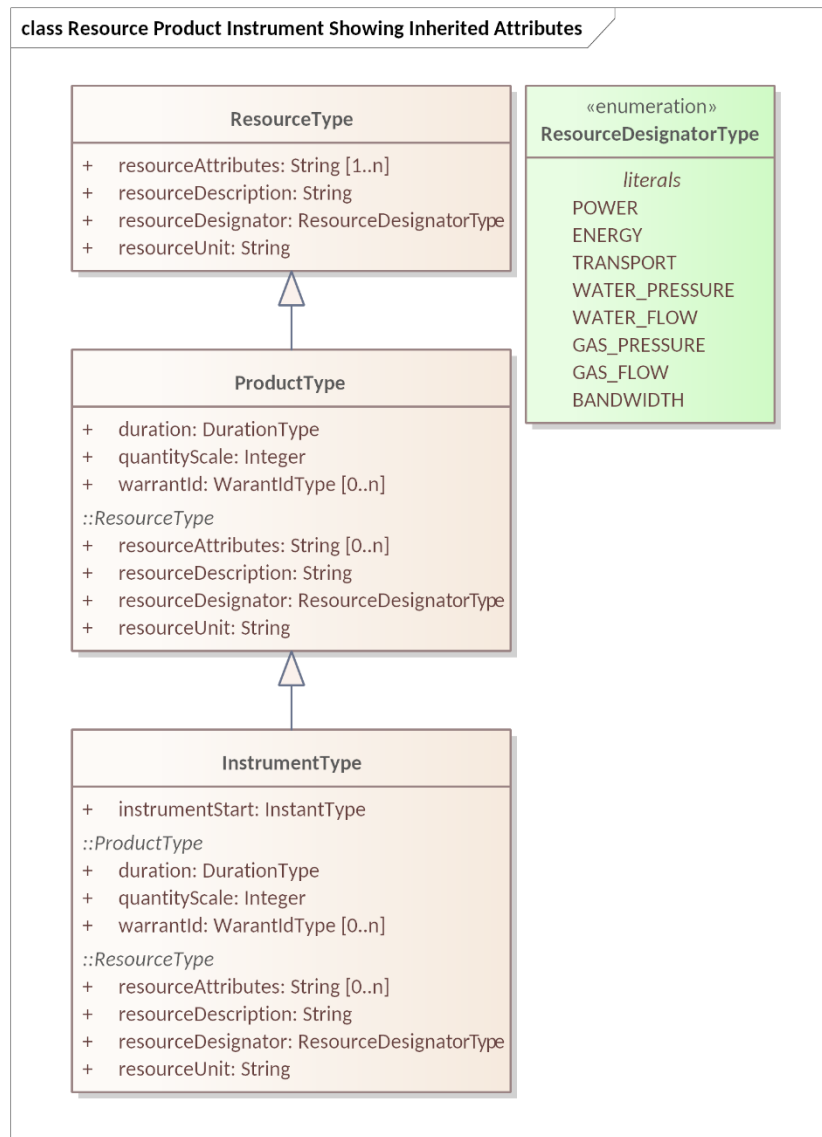 class Resource Product Instrument Showing Inherited Attributes
ResourceType
+ resourceAttributes: String [1..n]
+ resourceDescription: String
+ resourceDesignator: ResourceDesignatorType
+ resourceUnit: String
«enumeration»
ResourceDesignatorType
literals
POWER
ENERGY
TRANSPORT
WATER_PRESSURE
WATER_FLOW
GAS_PRESSURE
GAS_FLOW
BANDWIDTH
ProductType
+ duration: DurationType
+ quantityScale: Integer
+ warrantId: WarantIdType [0..n]
::ResourceType
+ resourceAttributes: String [0..n]
+ resourceDescription: String
+ resourceDesignator: ResourceDesignatorType
+ resourceUnit: String
InstrumentType
+ instrumentStart: InstantType
::ProductType
+ duration: DurationType
+ quantityScale: Integer
+ warrantId: WarantIdType [0..n]
::ResourceType
+ resourceAttributes: String [0..n]
+ resourceDescription: String
+ resourceDesignator: ResourceDesignatorType
+ resourceUnit: String